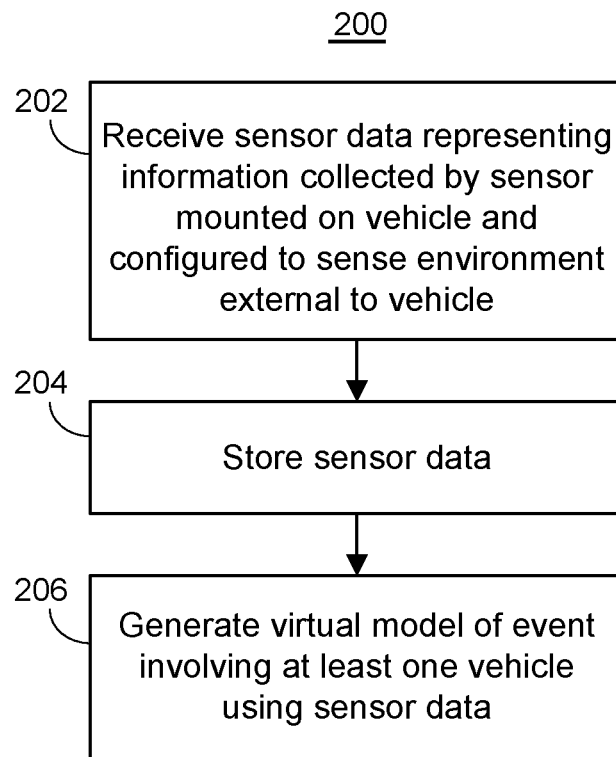 200
202
Receive sensor data representing
information collected by sensor
mounted on vehicle and
configured to sense environment
external to vehicle
204
Store sensor data
206
Generate virtual model of event
involving at least one vehicle
using sensor data